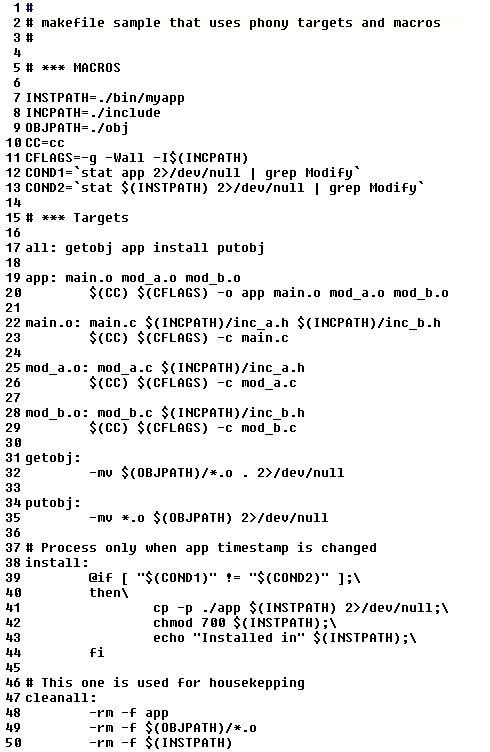 1 #
2 # makefile sample that uses phony targets and macros
3 #
4
5 # *** MACROS
6
7 INSTPATH=./bin/myapp
8 INCPATH=./include
9 OBJPATH=./obj
10 CC=cc
11 CFLAGS=-g -Wall -I$(INCPATH)
12 COND1=`stat app 2>/dev/null | grep Modify`
13 COND2=`stat $(INSTPATH) 2>/dev/null | grep Modify`
14
15 # *** Targets
16
17 all: getobj app install putobj
18
19 app: main.o mod_a.o mod_b.o
20         $(CC) $(CFLAGS) -o app main.o mod_a.o mod_b.o
21
22 main.o: main.c $(INCPATH)/inc_a.h $(INCPATH)/inc_b.h
23         $(CC) $(CFLAGS) -c main.c
24
25 mod_a.o: mod_a.c $(INCPATH)/inc_a.h
26         $(CC) $(CFLAGS) -c mod_a.c
27
28 mod_b.o: mod_b.c $(INCPATH)/inc_b.h
29         $(CC) $(CFLAGS) -c mod_b.c
30
31 getobj:
32         -mv $(OBJPATH)/*.o . 2>/dev/null
33
34 putobj:
35         -mv *.o $(OBJPATH) 2>/dev/null
36
37 # Process only when app timestamp is changed
38 install:
39         @if [ "$(COND1)" != "$(COND2)" ];\
40         then\
41                 cp -p ./app $(INSTPATH) 2>/dev/null;\
42                 chmod 700 $(INSTPATH);\
43                 echo "Installed in" $(INSTPATH);\
44         fi
45
46 # This one is used for housekepping
47 cleanall:
48         -rm -f app
49         -rm -f $(OBJPATH)/*.o
50         -rm -f $(INSTPATH)